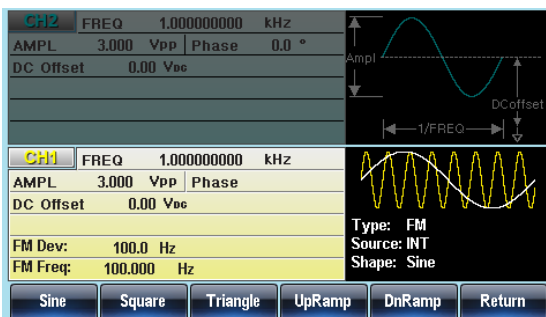 CH2 FREQ 1.000000000 kHz
AMPL 3.000 Vpp Phase 0.0 °
DC Offset 0.00 VDC
Ampl
DCoffset
1/FREQ
CH1 FREQ 1.000000000 kHz
AMPL 3.000 Vpp Phase
DC Offset 0.00 VDC
FM Dev: 100.0 Hz
FM Freq: 100.000 Hz
Type: FM
Source: INT
Shape: Sine
Sine Square Triangle UpRamp DnRamp Return